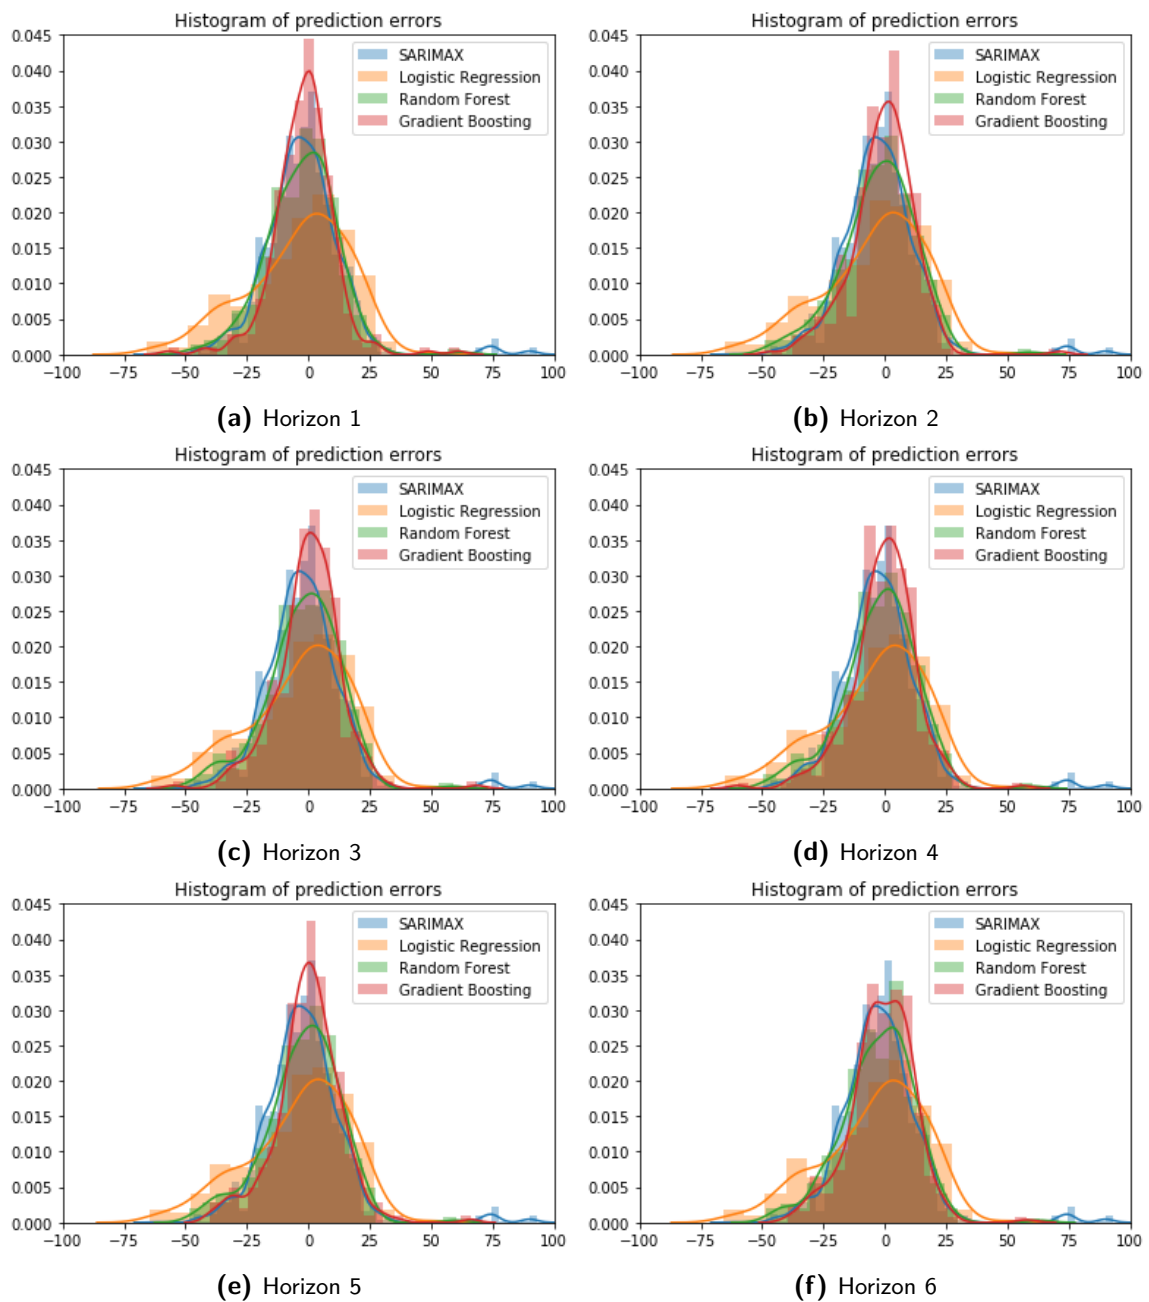 Histogram of prediction errors
0.045
0.040
0.035
0.030
0.025
0.020
0.015
0.010
0.005
0.000
−100 −75 −50 −25 0 25 50 75 100
SARIMAX
Logistic Regression
Random Forest
Gradient Boosting
(a) Horizon 1
Histogram of prediction errors
0.045
0.040
0.035
0.030
0.025
0.020
0.015
0.010
0.005
0.000
−100 −75 −50 −25 0 25 50 75 100
SARIMAX
Logistic Regression
Random Forest
Gradient Boosting
(b) Horizon 2
Histogram of prediction errors
0.045
0.040
0.035
0.030
0.025
0.020
0.015
0.010
0.005
0.000
−100 −75 −50 −25 0 25 50 75 100
SARIMAX
Logistic Regression
Random Forest
Gradient Boosting
(c) Horizon 3
Histogram of prediction errors
0.045
0.040
0.035
0.030
0.025
0.020
0.015
0.010
0.005
0.000
−100 −75 −50 −25 0 25 50 75 100
SARIMAX
Logistic Regression
Random Forest
Gradient Boosting
(d) Horizon 4
Histogram of prediction errors
0.045
0.040
0.035
0.030
0.025
0.020
0.015
0.010
0.005
0.000
−100 −75 −50 −25 0 25 50 75 100
SARIMAX
Logistic Regression
Random Forest
Gradient Boosting
(e) Horizon 5
Histogram of prediction errors
0.045
0.040
0.035
0.030
0.025
0.020
0.015
0.010
0.005
0.000
−100 −75 −50 −25 0 25 50 75 100
SARIMAX
Logistic Regression
Random Forest
Gradient Boosting
(f) Horizon 6